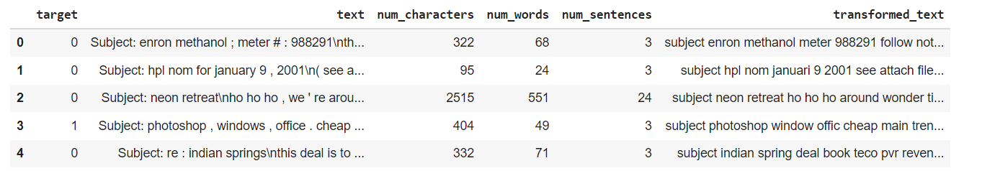 target text num_characters num_words num_sentences transformed_text
0 0 Subject: enron methanol ; meter # : 988291\nth... 322 68 3 subject enron methanol meter 988291 follow not...
1 0 Subject: hpl nom for january 9 , 2001\n( see a... 95 24 3 subject hpl nom januari 9 2001 see attach file...
2 0 Subject: neon retreat\nho ho ho , we ' re arou... 2515 551 24 subject neon retreat ho ho ho around wonder ti...
3 1 Subject: photoshop , windows , office . cheap ... 404 49 3 subject photoshop window offic cheap main tren...
4 0 Subject: re : indian springs\nthis deal is to ... 332 71 3 subject indian spring deal book teco pvr reven...